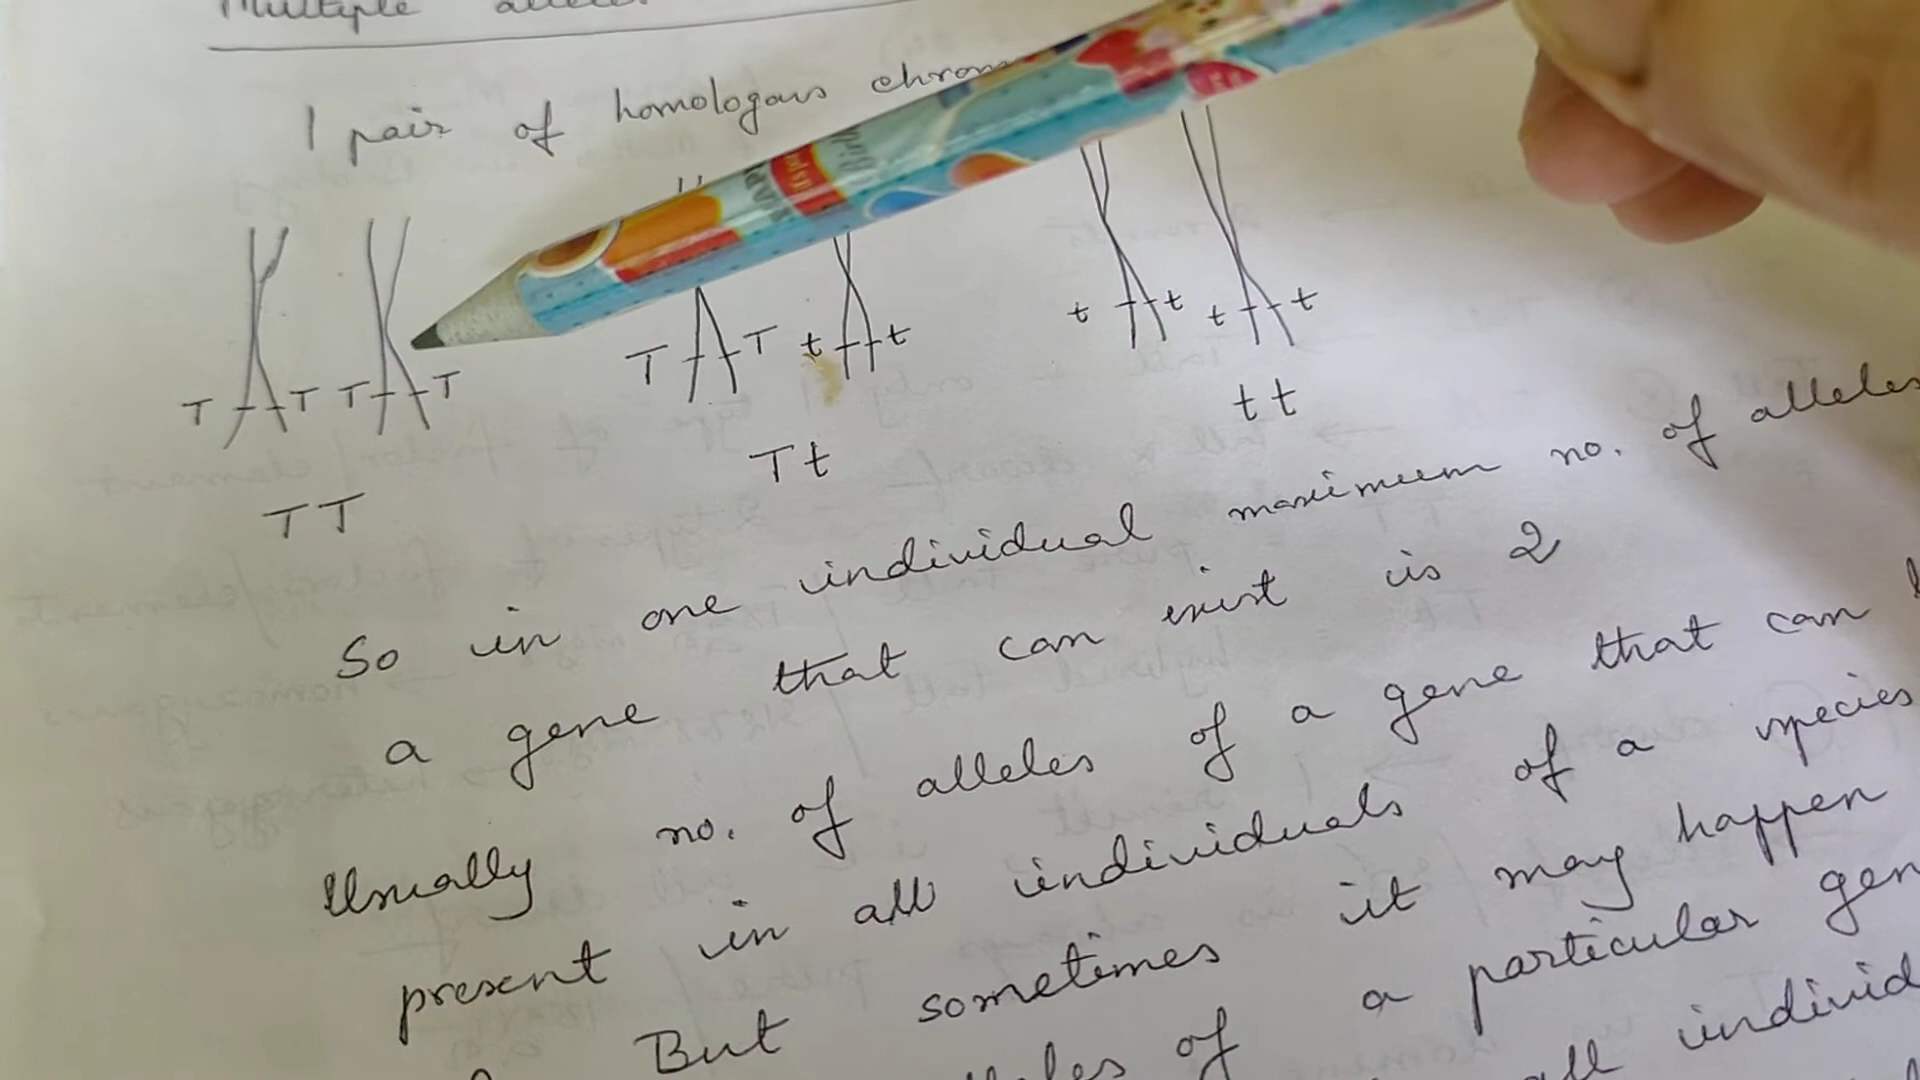 Multiple
1 pair of homologous chrom
T T T T T T t t t t t t
TT Tt tt
So in one individual maximum no. of alleles
a gene that can exist is 2
Usually no. of alleles of a gene that can
present in all individuals of a species
But sometimes it may happen
of a particular gen
all individ